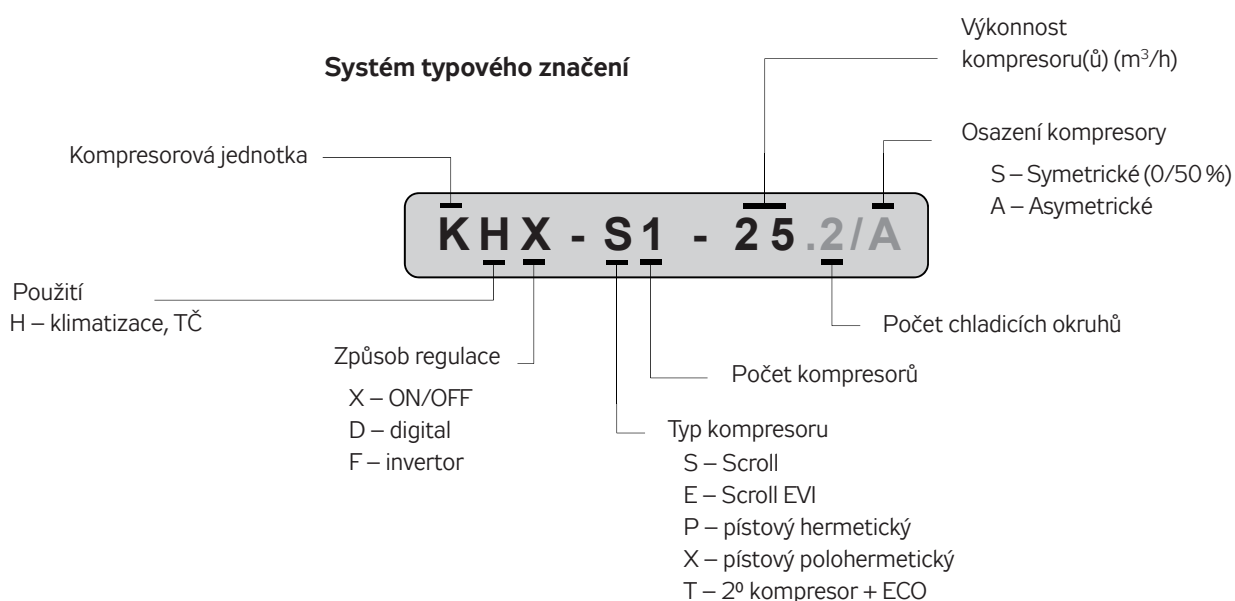 Systém typového značení
Výkonnost
kompresoru(ů) (m³/h)
Kompresorová jednotka
Osazení kompresory
S – Symetrické (0/50 %)
A – Asymetrické
KHX - S1 - 25.2/A
Použití
H – klimatizace, TČ
Způsob regulace
X – ON/OFF
D – digital
F – invertor
Počet chladicích okruhů
Počet kompresorů
Typ kompresoru
S – Scroll
E – Scroll EVI
P – pístový hermetický
X – pístový polohermetický
T – 2º kompresor + ECO